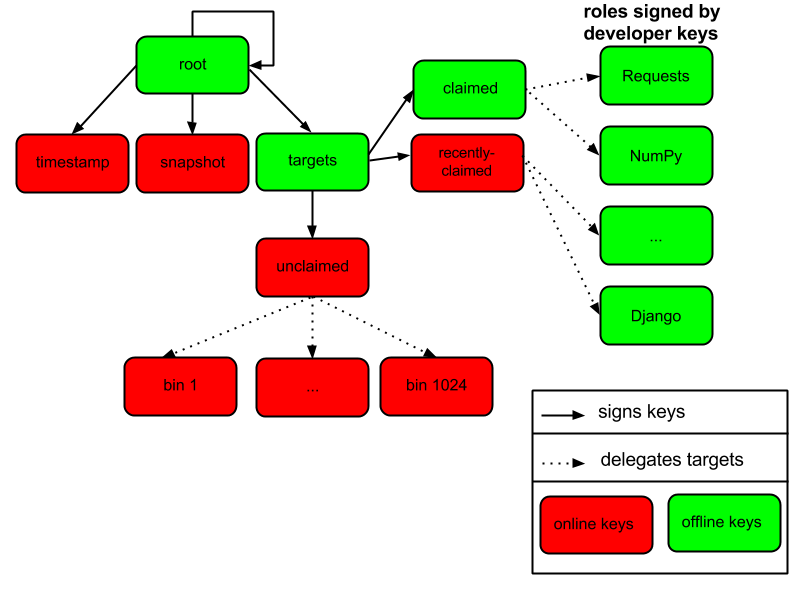 roles signed by
developer keys
root
claimed
Requests
timestamp
snapshot
targets
recently-
claimed
NumPy
...
unclaimed
Django
bin 1
...
bin 1024
signs keys
delegates targets
online keys
offline keys